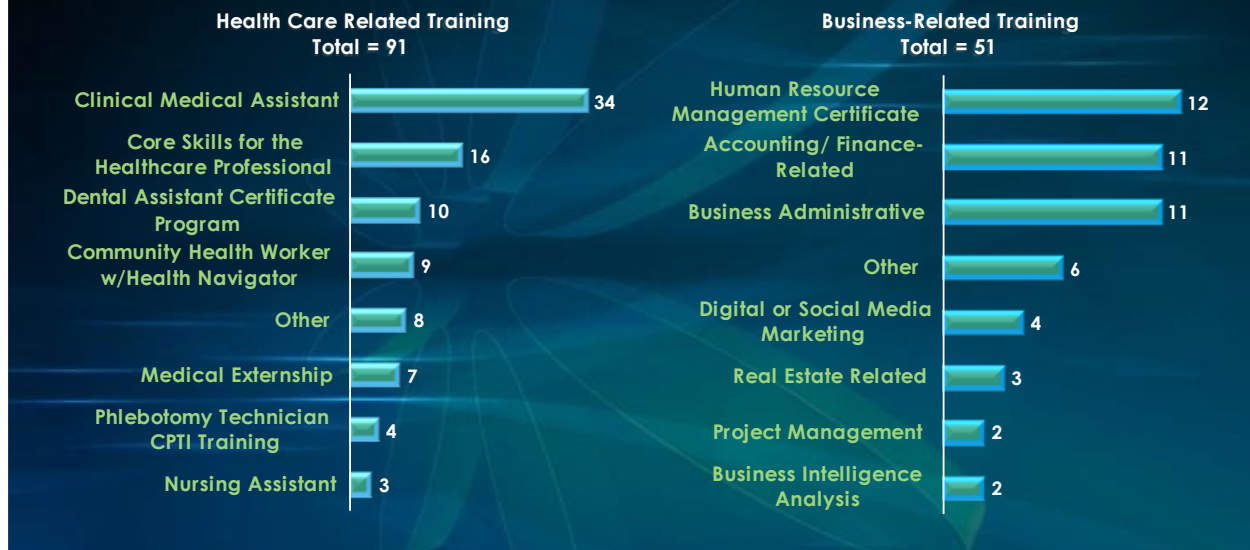 Health Care Related Training
Total = 91
Clinical Medical Assistant
34
Core Skills for the
Healthcare Professional
16
Dental Assistant Certificate
Program
10
Community Health Worker
w/Health Navigator
9
Other
8
Medical Externship
7
Phlebotomy Technician
CPTI Training
4
Nursing Assistant
3
Business-Related Training
Total = 51
Human Resource
Management Certificate
12
Accounting/ Finance-
Related
11
Business Administrative
11
Other
6
Digital or Social Media
Marketing
4
Real Estate Related
3
Project Management
2
Business Intelligence
Analysis
2